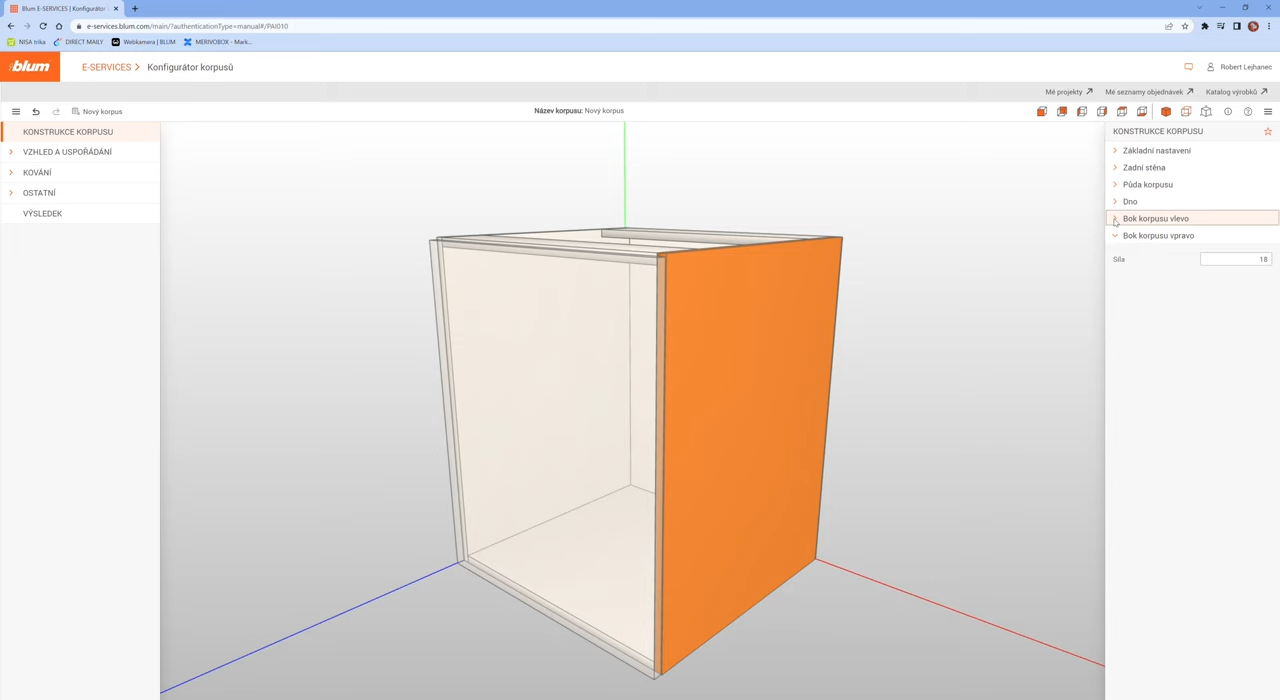 Blum E-SERVICES | Konfigurátor
e-services.blum.com/main/?authenticationType=manual#/PAI010
NISA trika
DIRECT MAILY
Webkamera | BLUM
MERIVOBOX - Mark...
blum
E-SERVICES
Konfigurátor korpusů
Robert Lejhanec
Mé projekty
Mé seznamy objednávek
Katalog výrobků
Nový korpus
Název korpusu: Nový korpus
KONSTRUKCE KORPUSU
VZHLED A USPOŘÁDÁNÍ
KOVÁNÍ
OSTATNÍ
VÝSLEDEK
KONSTRUKCE KORPUSU
Základní nastavení
Zadní stěna
Půda korpusu
Dno
Bok korpusu vlevo
Bok korpusu vpravo
Síla
18